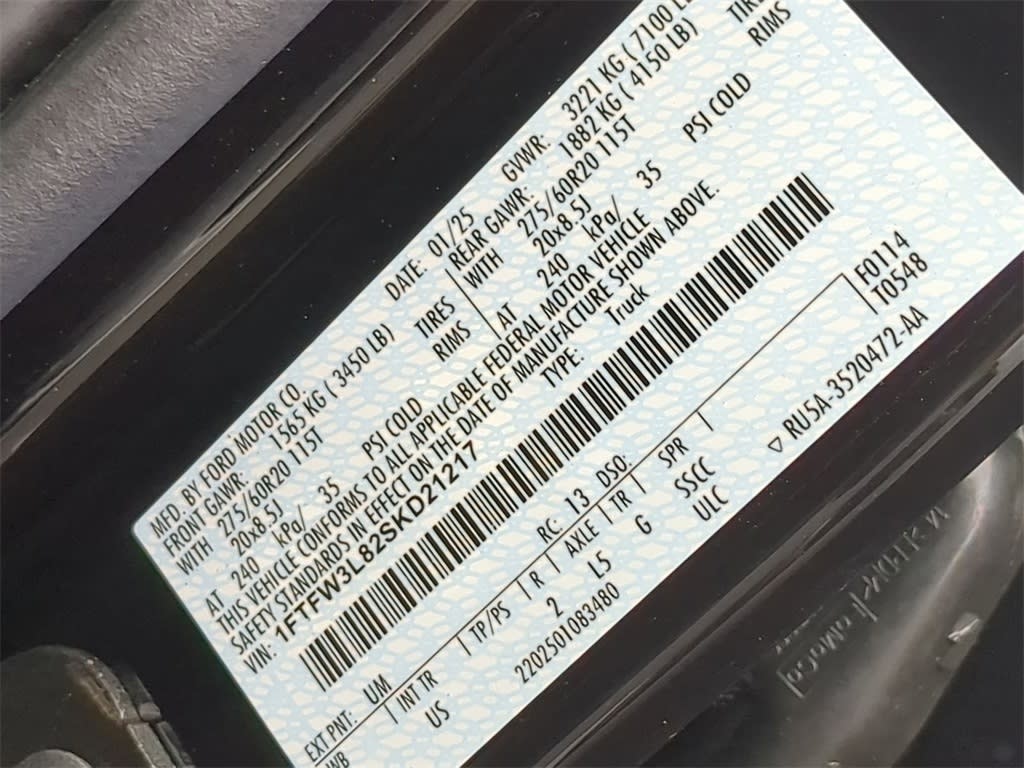 MFD. BY FORD MOTOR CO. DATE: 01/25 GVWR: 3221 KG ( 7100 L
FRONT GAWR: 1565 KG ( 3450 LB) REAR GAWR: 1882 KG ( 4150 LB)
WITH 275/60R20 115T TIRES WITH 275/60R20 115T TIR
20x8.5J RIMS 20x8.5J RIMS
AT 240 kPa/ 35 PSI COLD AT 240 kPa/ 35 PSI COLD
THIS VEHICLE CONFORMS TO ALL APPLICABLE FEDERAL MOTOR VEHICLE
SAFETY STANDARDS IN EFFECT ON THE DATE OF MANUFACTURE SHOWN ABOVE.
VIN: 1FTFW3L82SKD21217 TYPE: Truck
F0114
EXT PNT: UM RC: 13 DSO: T0548
WB INT TR TP/PS R AXLE TR SPR
US 2 L5 G SSCC
2202501083480 ULC ▽ RU5A-3520472-AA